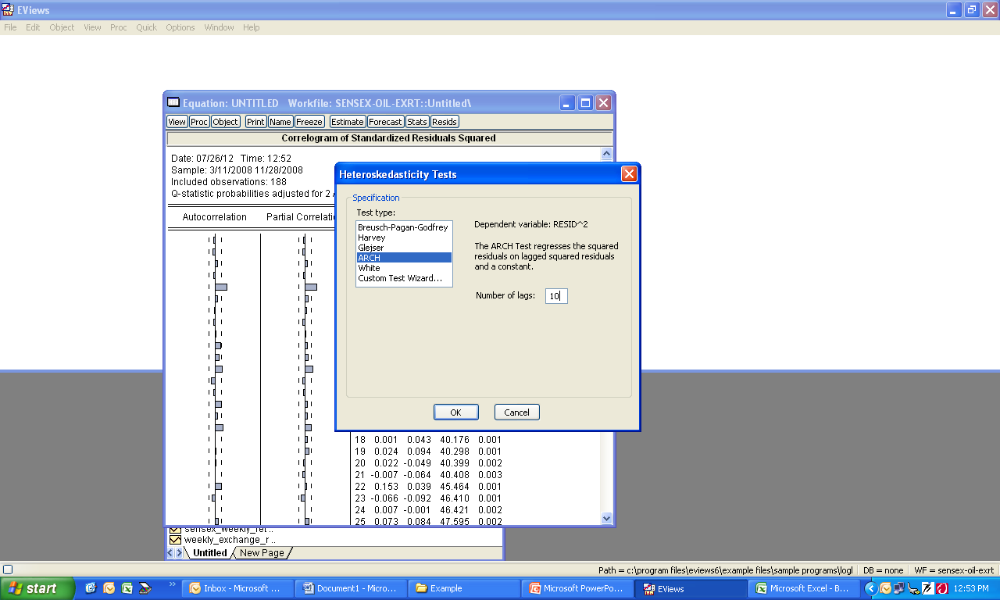 EViews
File Edit Object View Proc Quick Options Window Help
Equation: UNTITLED Workfile: SENSEX-OIL-EXRT::Untitled\
View Proc Object Print Name Freeze Estimate Forecast Stats Resids
Correlogram of Standardized Residuals Squared
Date: 07/26/12 Time: 12:52
Sample: 3/11/2008 11/28/2008
Included observations: 188
Q-statistic probabilities adjusted for 2
Autocorrelation Partial Correlatio
Heteroskedasticity Tests
Specification
Test type:
Breusch-Pagan-Godfrey
Harvey
Glejser
ARCH
White
Custom Test Wizard...
Dependent variable: RESID^2
The ARCH Test regresses the squared
residuals on lagged squared residuals
and a constant.
Number of lags: 10
OK Cancel
18 0.001 0.043 40.176 0.001
19 0.024 0.094 40.298 0.001
20 0.022 -0.049 40.399 0.002
21 -0.007 -0.064 40.408 0.003
22 0.153 0.039 45.464 0.001
23 -0.066 -0.092 46.410 0.001
24 0.007 -0.001 46.421 0.002
25 0.073 0.084 47.595 0.002
sensex_weekly_ret..
weekly_exchange_r..
Untitled New Page
Path = c:\program files\eviews6\example files\sample programs\logl DB = none WF = sensex-oil-exrt
start Inbox - Microsoft ... Document1 - Micro... Example Microsoft PowerPo... EViews Microsoft Excel - B... 12:53 PM